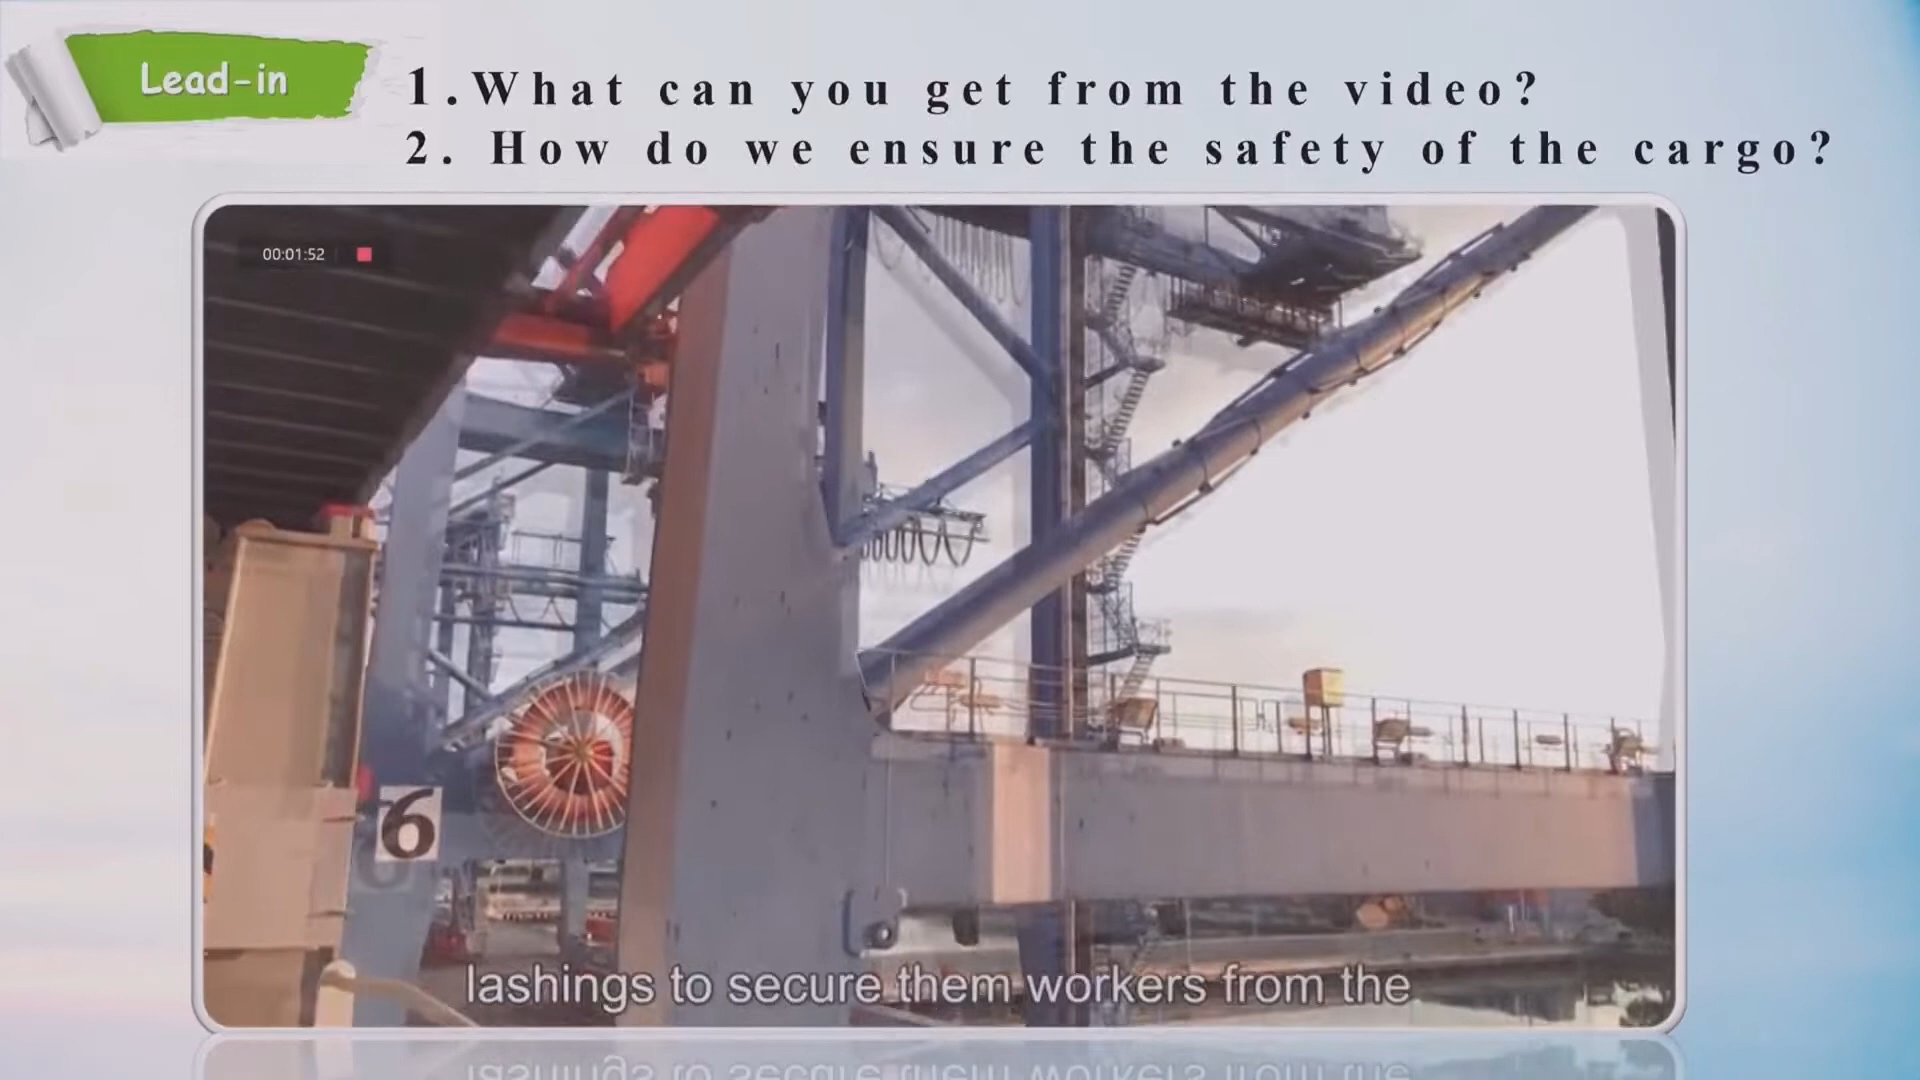 Lead-in
1. What can you get from the video?
2. How do we ensure the safety of the cargo?
00:01:52
6
lashings to secure them workers from the